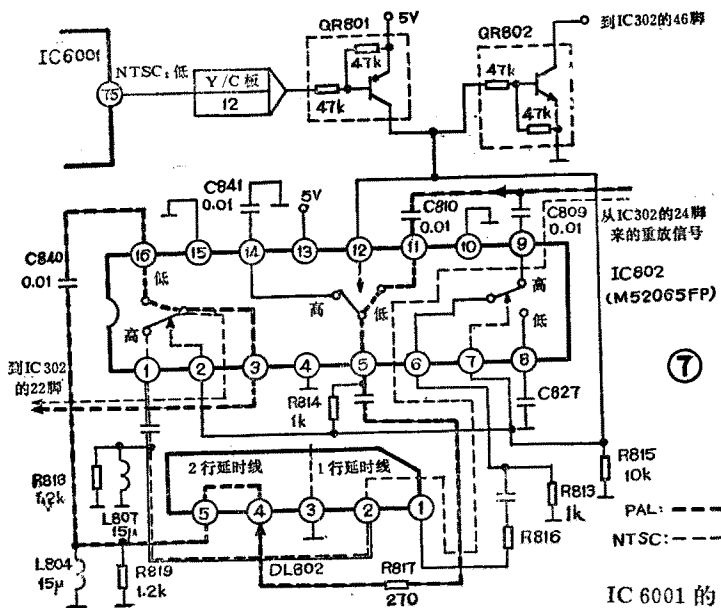 QR801
5V
QR802
到IC302的46脚
IC6001
NTSC:低
75
Y/C 板
12
47k
47k
47k
47k
C841
0.01
5V
C810
0.01
C809
0.01
从IC302的24脚
来的重放信号
C840
0.01
16
15
14
13
12
11
10
9
IC802
(M52065FP)
低
高
高
低
高
低
1
2
3
4
5
6
7
8
到IC302
的22脚
R814
1k
C827
7
2行延时线
1行延时线
R815
10k
L807
15μ
5
4
3
2
1
R813
1k
R816
L804
15μ
R819
1.2k
DL802
R817
270
PAL:
NTSC:
IC 6001 的